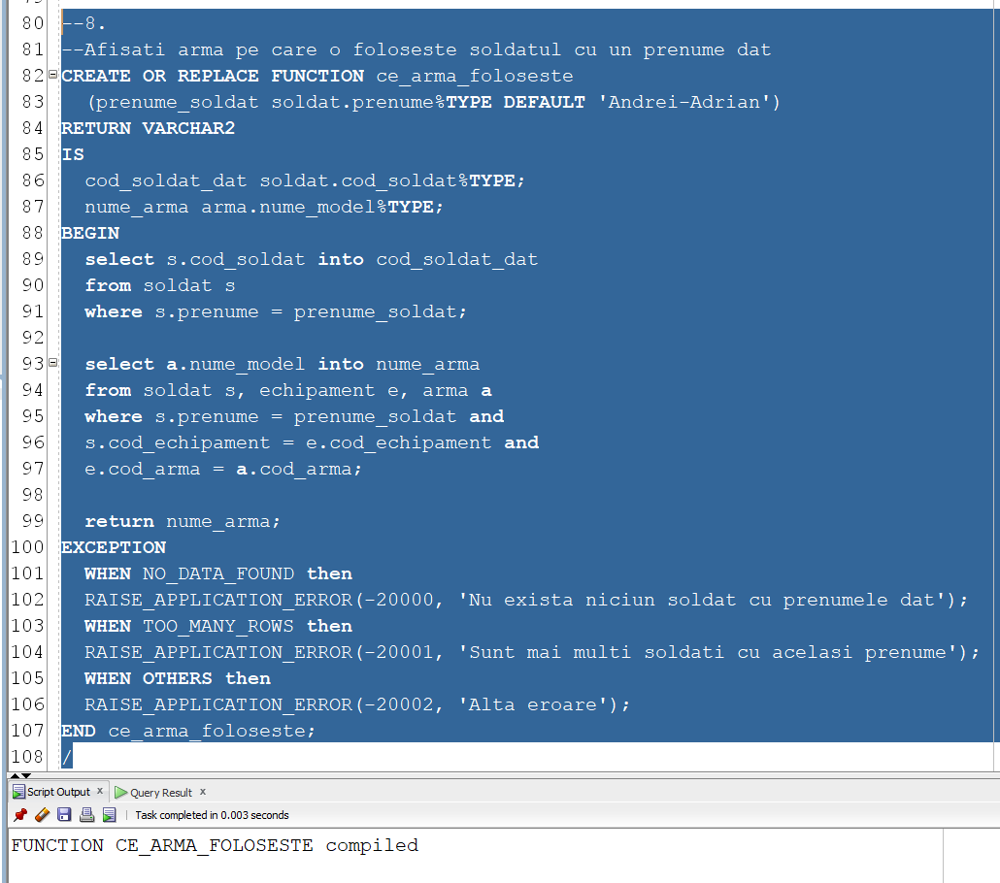 80 --8.
81 --Afisati arma pe care o foloseste soldatul cu un prenume dat
82 CREATE OR REPLACE FUNCTION ce_arma_foloseste
83 (prenume_soldat soldat.prenume%TYPE DEFAULT 'Andrei-Adrian')
84 RETURN VARCHAR2
85 IS
86 cod_soldat_dat soldat.cod_soldat%TYPE;
87 nume_arma arma.nume_model%TYPE;
88 BEGIN
89 select s.cod_soldat into cod_soldat_dat
90 from soldat s
91 where s.prenume = prenume_soldat;
92
93 select a.nume_model into nume_arma
94 from soldat s, echipament e, arma a
95 where s.prenume = prenume_soldat and
96 s.cod_echipament = e.cod_echipament and
97 e.cod_arma = a.cod_arma;
98
99 return nume_arma;
100 EXCEPTION
101 WHEN NO_DATA_FOUND then
102 RAISE_APPLICATION_ERROR(-20000, 'Nu exista niciun soldat cu prenumele dat');
103 WHEN TOO_MANY_ROWS then
104 RAISE_APPLICATION_ERROR(-20001, 'Sunt mai multi soldati cu acelasi prenume');
105 WHEN OTHERS then
106 RAISE_APPLICATION_ERROR(-20002, 'Alta eroare');
107 END ce_arma_foloseste;
108 /
Script Output x Query Result x
Task completed in 0.003 seconds
FUNCTION CE_ARMA_FOLOSESTE compiled